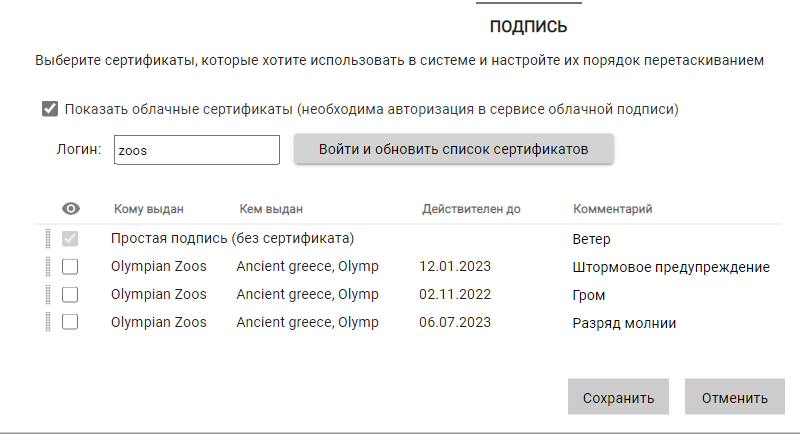 ПОДПИСЬ
Выберите сертификаты, которые хотите использовать в системе и настройте их порядок перетаскиванием
Показать облачные сертификаты (необходима авторизация в сервисе облачной подписи)
Логин: zoos Войти и обновить список сертификатов
Кому выдан Кем выдан Действителен до Комментарий
Простая подпись (без сертификата) Ветер
Olympian Zoos Ancient greece, Olymp 12.01.2023 Штормовое предупреждение
Olympian Zoos Ancient greece, Olymp 02.11.2022 Гром
Olympian Zoos Ancient greece, Olymp 06.07.2023 Разряд молнии
Сохранить Отменить